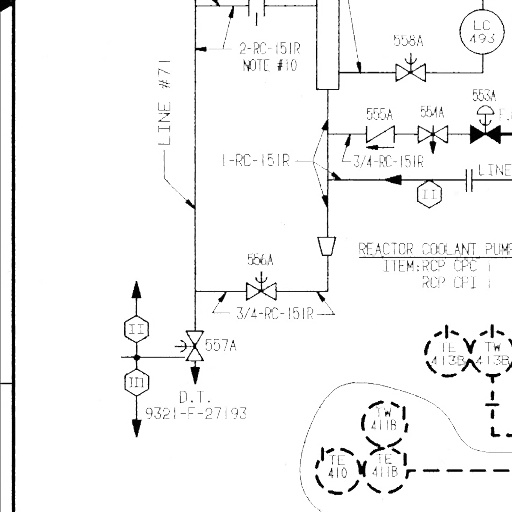 LC
493
558A
2-RC-151R
NOTE #10
LINE #71
553A
555A
554A
3/4-RC-151R
1-RC-151R
LINE
II
REACTOR COOLANT PUMP
ITEM:RCP CPC 1
RCP CPI 1
556A
3/4-RC-151R
II
557A
III
D.T.
9321-F-27193
TE
413B
TW
413B
TW
411B
TE
410
TE
411B